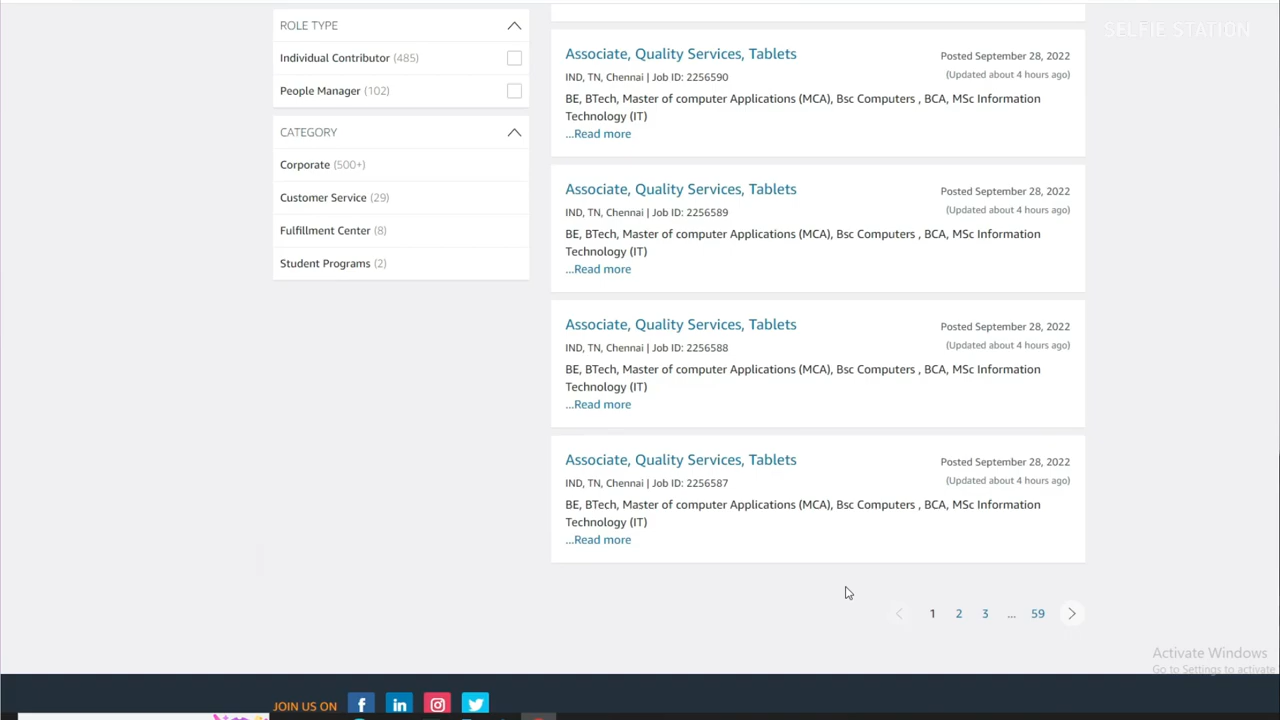 SELFIE STATION
ROLE TYPE
Individual Contributor (485)
People Manager (102)
CATEGORY
Corporate (500+)
Customer Service (29)
Fulfillment Center (8)
Student Programs (2)
Associate, Quality Services, Tablets
Posted September 28, 2022
IND, TN, Chennai | Job ID: 2256590
(Updated about 4 hours ago)
BE, BTech, Master of computer Applications (MCA), Bsc Computers , BCA, MSc Information
Technology (IT)
...Read more
Associate, Quality Services, Tablets
Posted September 28, 2022
IND, TN, Chennai | Job ID: 2256589
(Updated about 4 hours ago)
BE, BTech, Master of computer Applications (MCA), Bsc Computers , BCA, MSc Information
Technology (IT)
...Read more
Associate, Quality Services, Tablets
Posted September 28, 2022
IND, TN, Chennai | Job ID: 2256588
(Updated about 4 hours ago)
BE, BTech, Master of computer Applications (MCA), Bsc Computers , BCA, MSc Information
Technology (IT)
...Read more
Associate, Quality Services, Tablets
Posted September 28, 2022
IND, TN, Chennai | Job ID: 2256587
(Updated about 4 hours ago)
BE, BTech, Master of computer Applications (MCA), Bsc Computers , BCA, MSc Information
Technology (IT)
...Read more
1 2 3 ... 59
Activate Windows
Go to Settings to activate
JOIN US ON